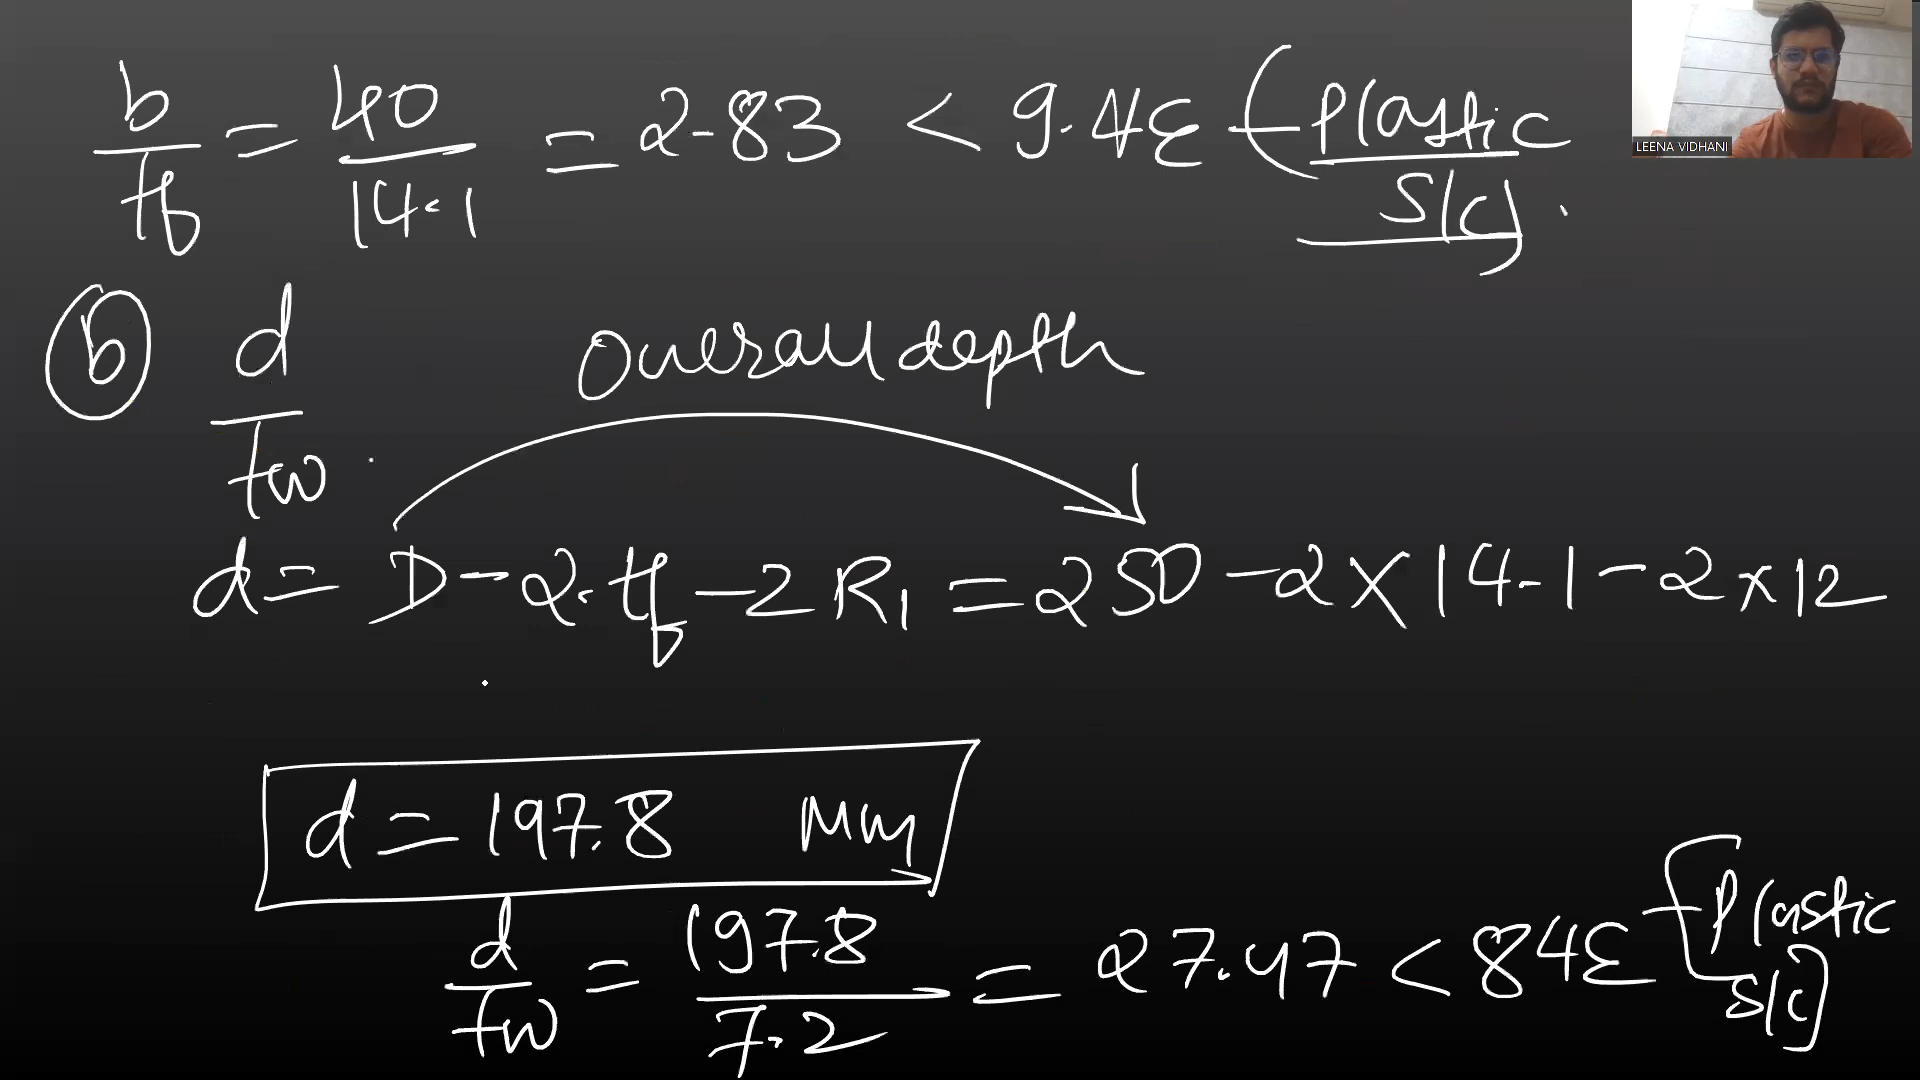 b/tf = 40/14.1 = 2.83 < 9.4ε (plastic s/c).
LEENA VIDHANI
(b) d/tw
Overall depth
d = D - 2.tf - 2R1 = 250 - 2 × 14.1 - 2 × 12
d = 197.8 mm
d/tw = 197.8/7.2 = 27.47 < 84ε [plastic s/c]